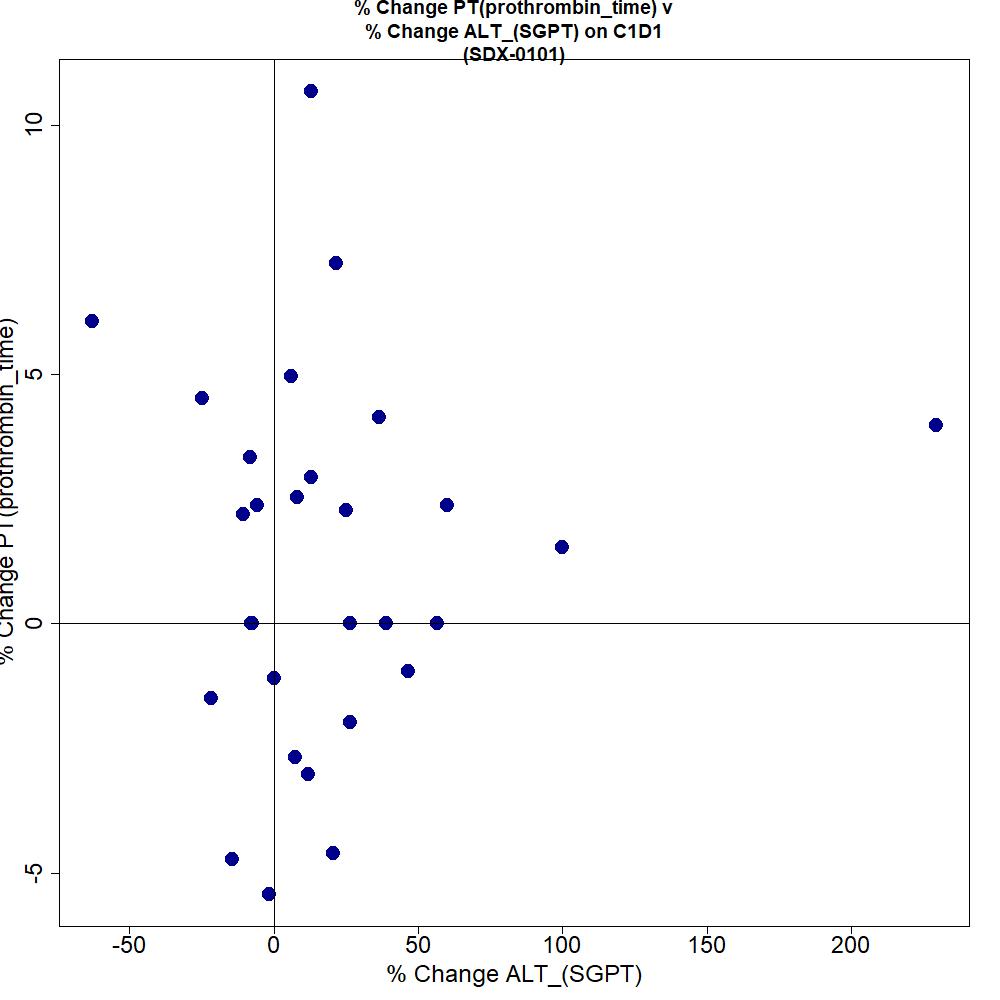 % Change PT(prothrombin_time) v
% Change ALT_(SGPT) on C1D1
(SDX-0101)
% Change PT(prothrombin_time)
10
5
0
-5
-50
0
50
100
150
200
% Change ALT_(SGPT)